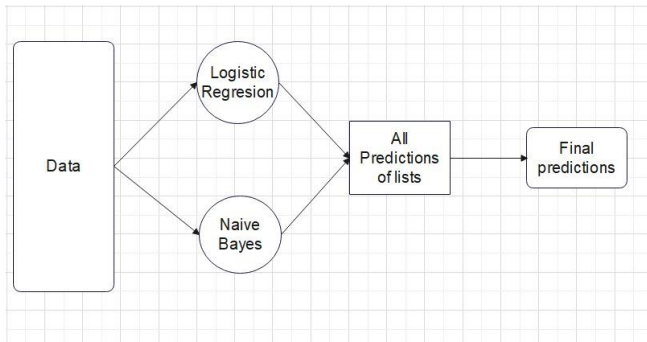 Data
Logistic
Regresion
Naive
Bayes
All
Predictions
of lists
Final
predictions